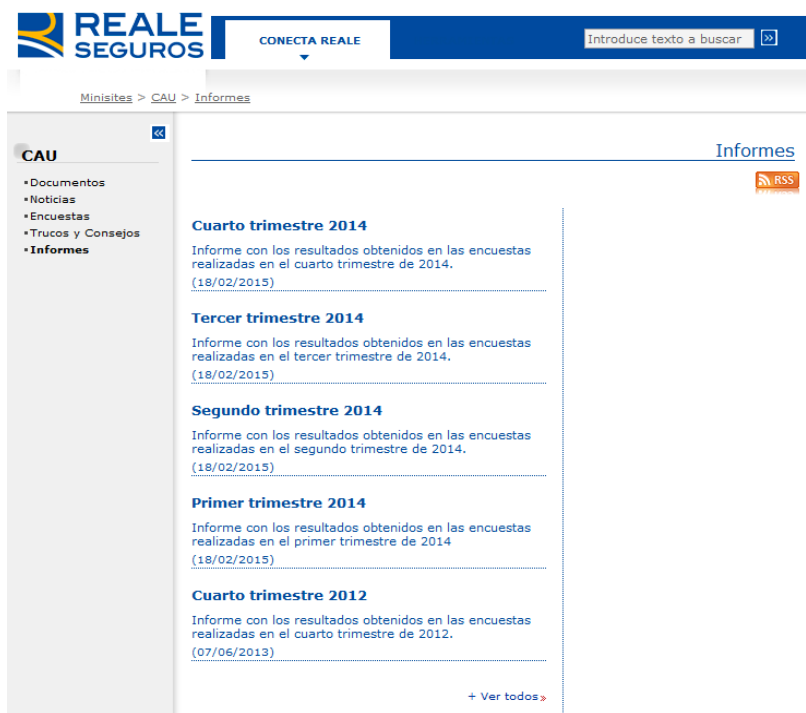 REALE
SEGUROS
CONECTA REALE
Introduce texto a buscar
Minisites > CAU > Informes
CAU
Documentos
Noticias
Encuestas
Trucos y Consejos
Informes
Informes
RSS
Cuarto trimestre 2014
Informe con los resultados obtenidos en las encuestas
realizadas en el cuarto trimestre de 2014.
(18/02/2015)
Tercer trimestre 2014
Informe con los resultados obtenidos en las encuestas
realizadas en el tercer trimestre de 2014.
(18/02/2015)
Segundo trimestre 2014
Informe con los resultados obtenidos en las encuestas
realizadas en el segundo trimestre de 2014.
(18/02/2015)
Primer trimestre 2014
Informe con los resultados obtenidos en las encuestas
realizadas en el primer trimestre de 2014
(18/02/2015)
Cuarto trimestre 2012
Informe con los resultados obtenidos en las encuestas
realizadas en el cuarto trimestre de 2012.
(07/06/2013)
+ Ver todos»